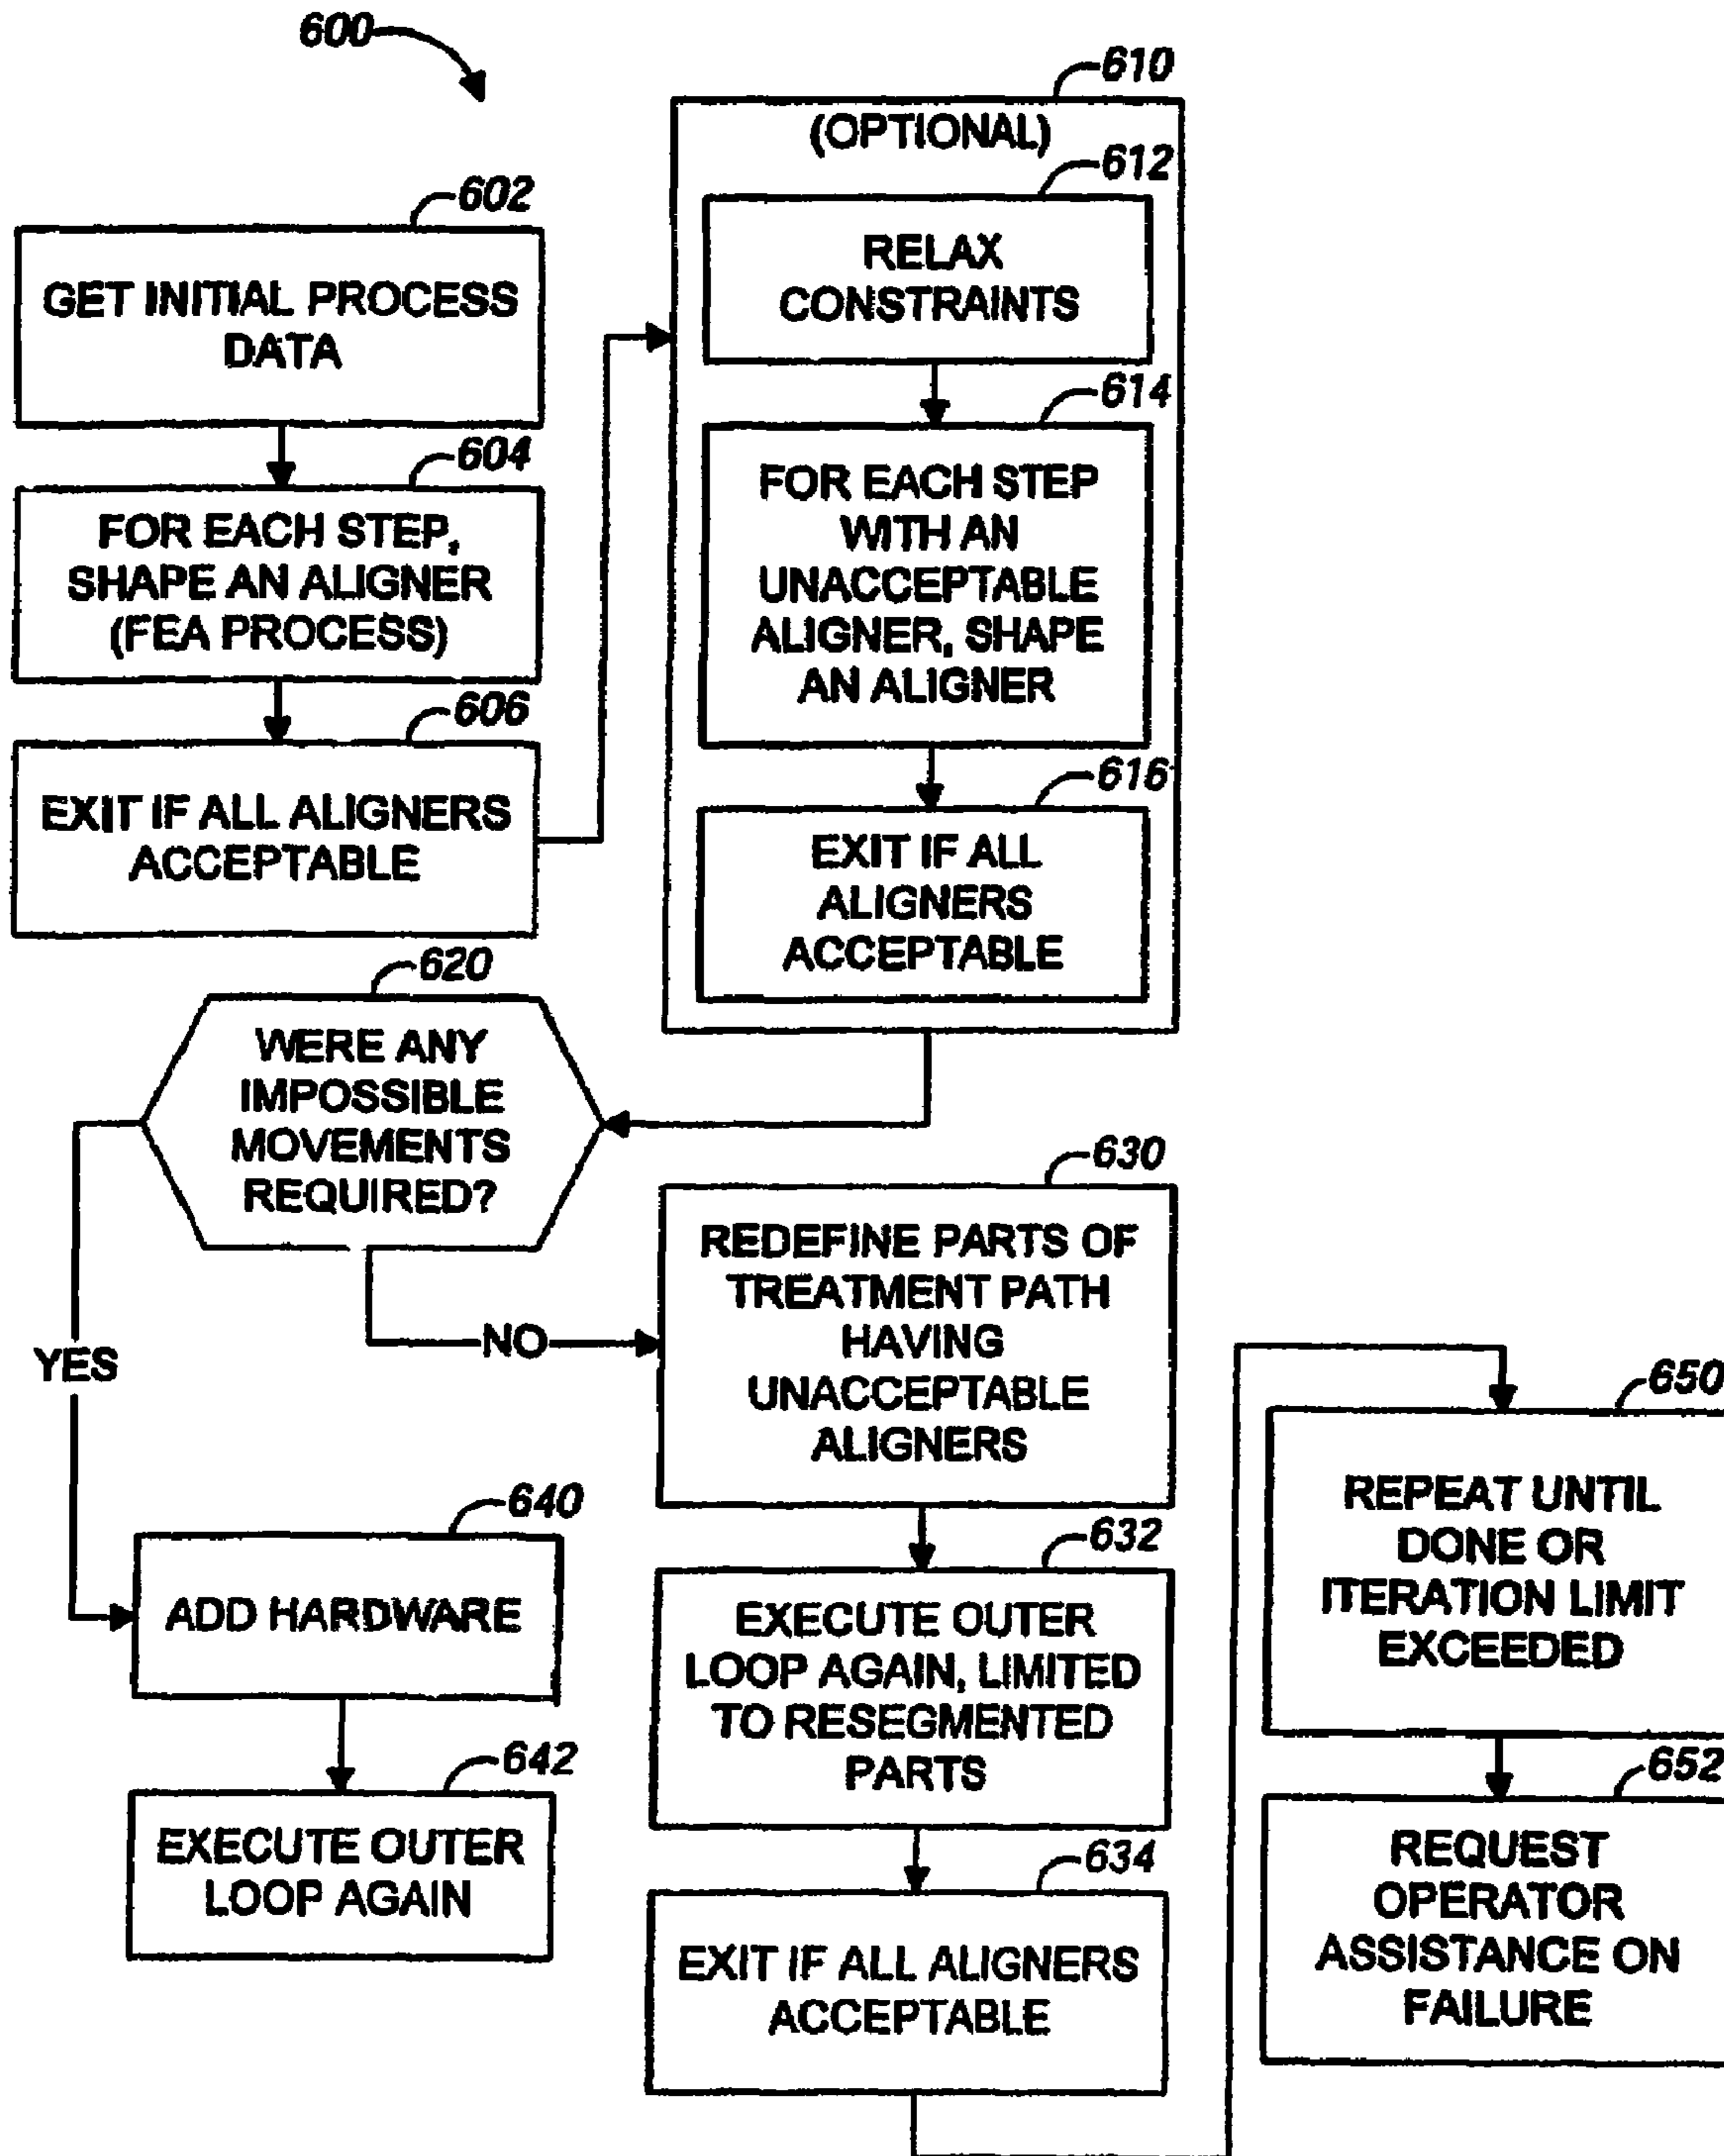 600
602
GET INITIAL PROCESS
DATA
604
FOR EACH STEP,
SHAPE AN ALIGNER
(FEA PROCESS)
606
EXIT IF ALL ALIGNERS
ACCEPTABLE
610
(OPTIONAL)
612
RELAX
CONSTRAINTS
614
FOR EACH STEP
WITH AN
UNACCEPTABLE
ALIGNER, SHAPE
AN ALIGNER
616
EXIT IF ALL
ALIGNERS
ACCEPTABLE
620
WERE ANY
IMPOSSIBLE
MOVEMENTS
REQUIRED?
YES
NO
630
REDEFINE PARTS OF
TREATMENT PATH
HAVING
UNACCEPTABLE
ALIGNERS
632
EXECUTE OUTER
LOOP AGAIN, LIMITED
TO RESEGMENTED
PARTS
634
EXIT IF ALL ALIGNERS
ACCEPTABLE
640
ADD HARDWARE
642
EXECUTE OUTER
LOOP AGAIN
650
REPEAT UNTIL
DONE OR
ITERATION LIMIT
EXCEEDED
652
REQUEST
OPERATOR
ASSISTANCE ON
FAILURE